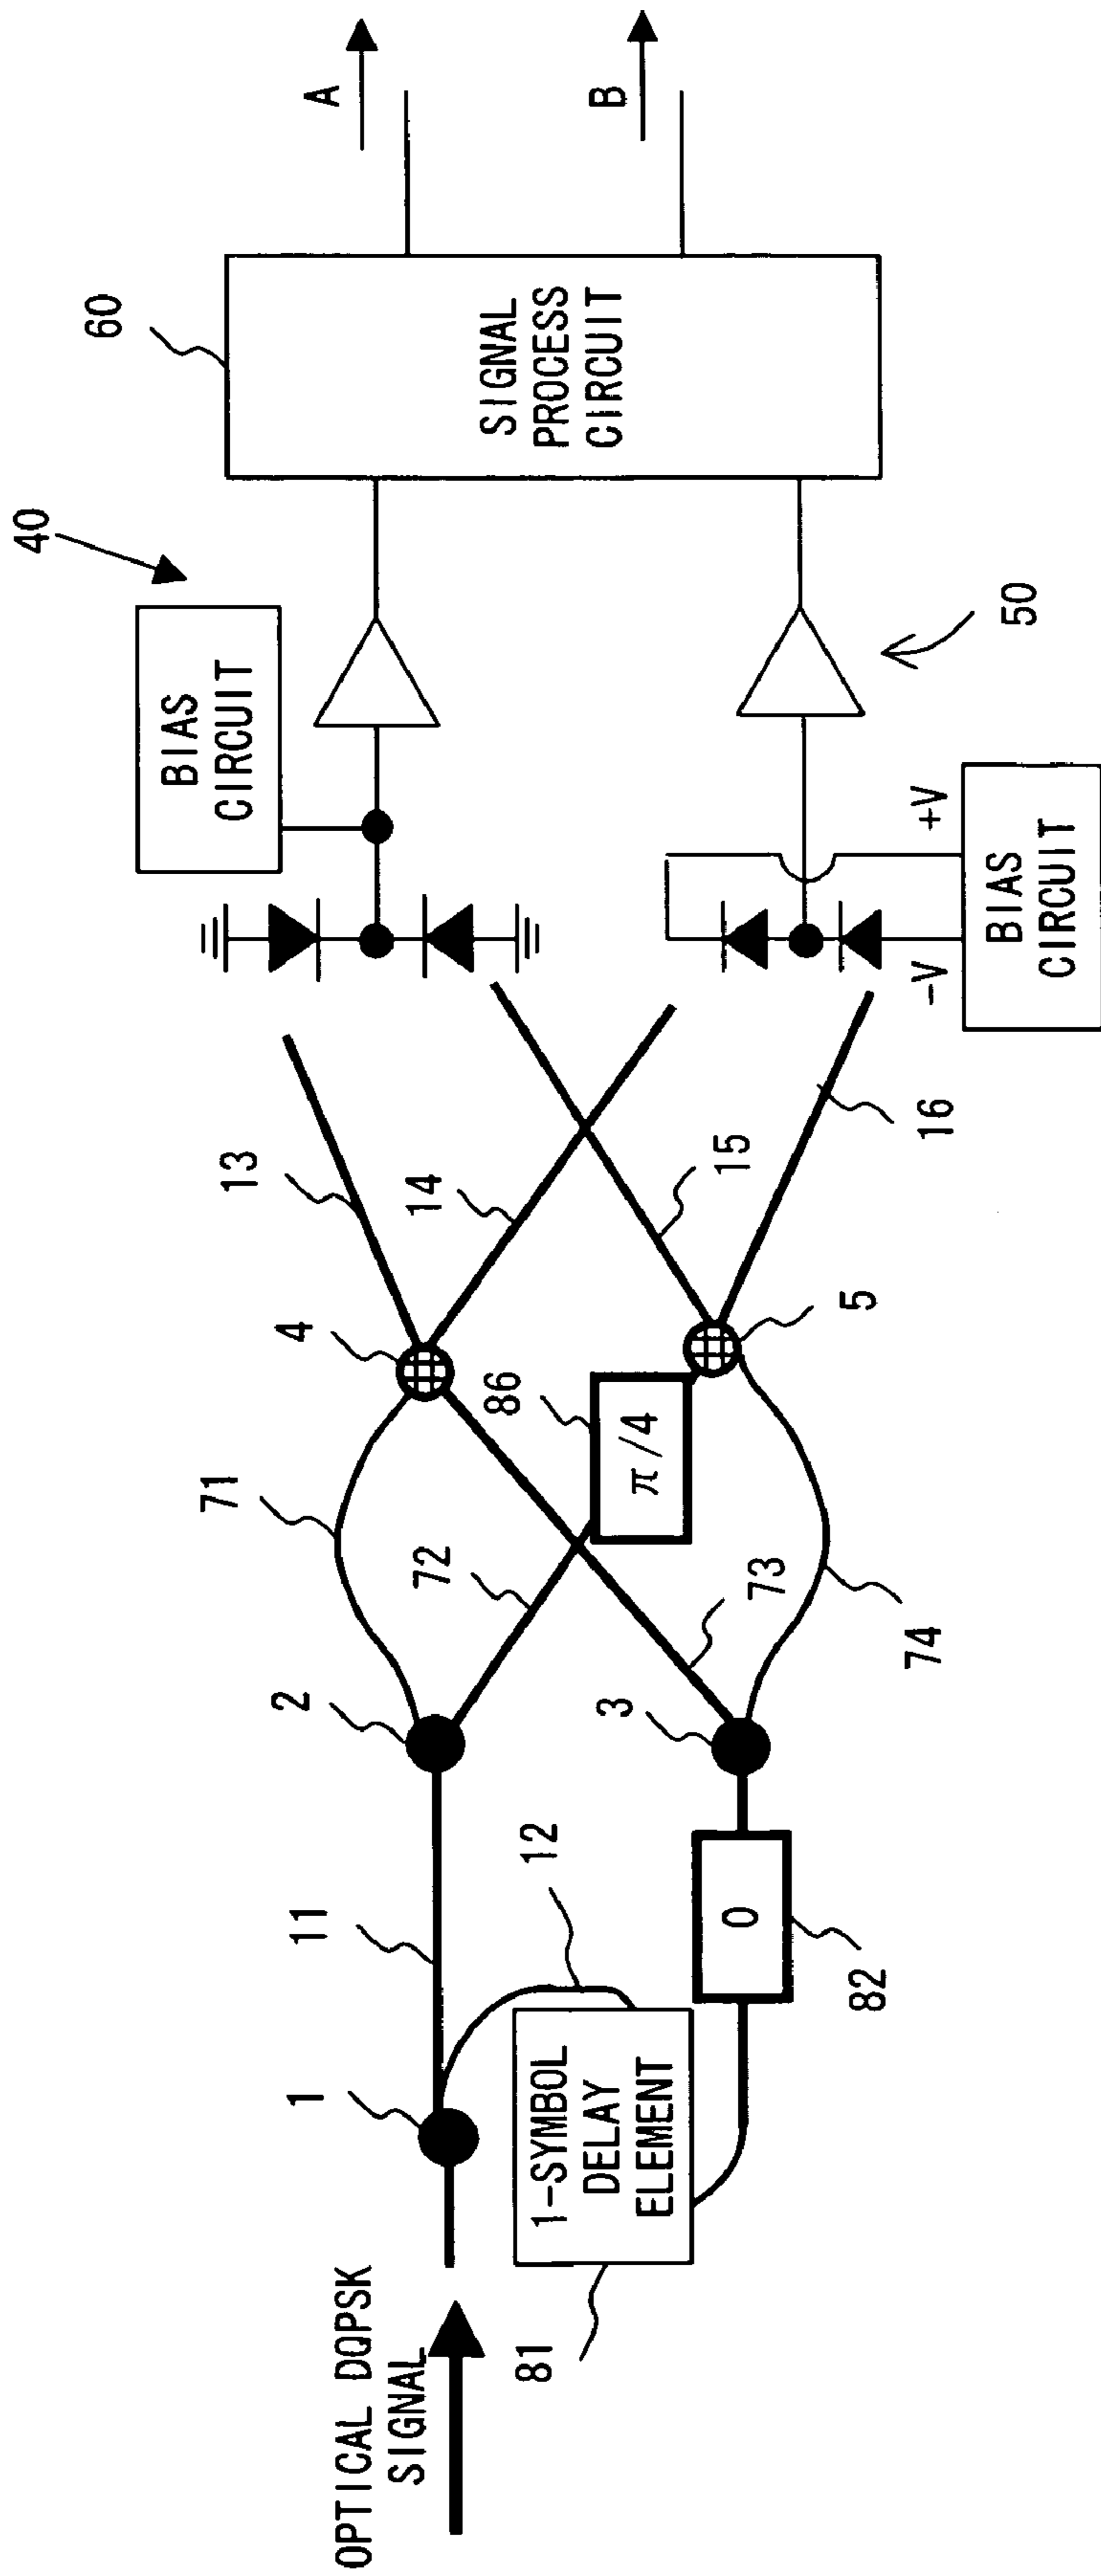 OPTICAL DQPSK
SIGNAL
1
11
2
12
1-SYMBOL
DELAY
ELEMENT
81
0
82
3
71
72
73
74
4
86
π/4
5
13
14
15
16
40
BIAS
CIRCUIT
-V
+V
BIAS
CIRCUIT
50
60
SIGNAL
PROCESS
CIRCUIT
A
B